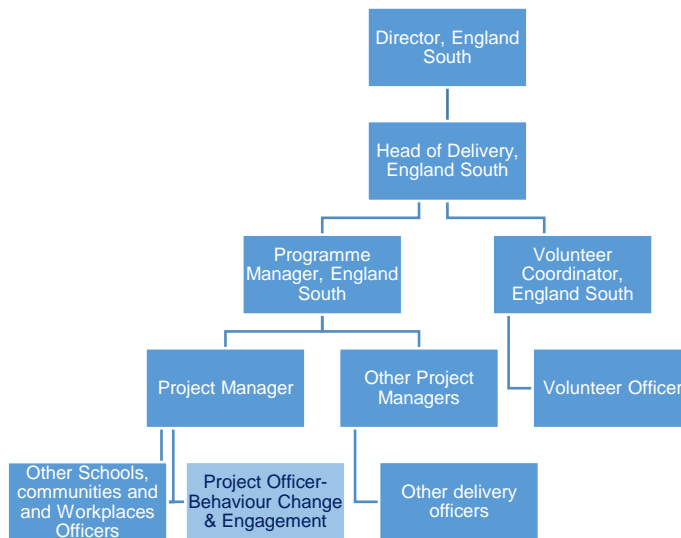 Director, England
South
Head of Delivery,
England South
Programme
Manager, England
South
Volunteer
Coordinator,
England South
Project Manager
Other Project
Managers
Volunteer Officer
Other Schools,
communities and
and Workplaces
Officers
Project Officer-
Behaviour Change
& Engagement
Other delivery
officers